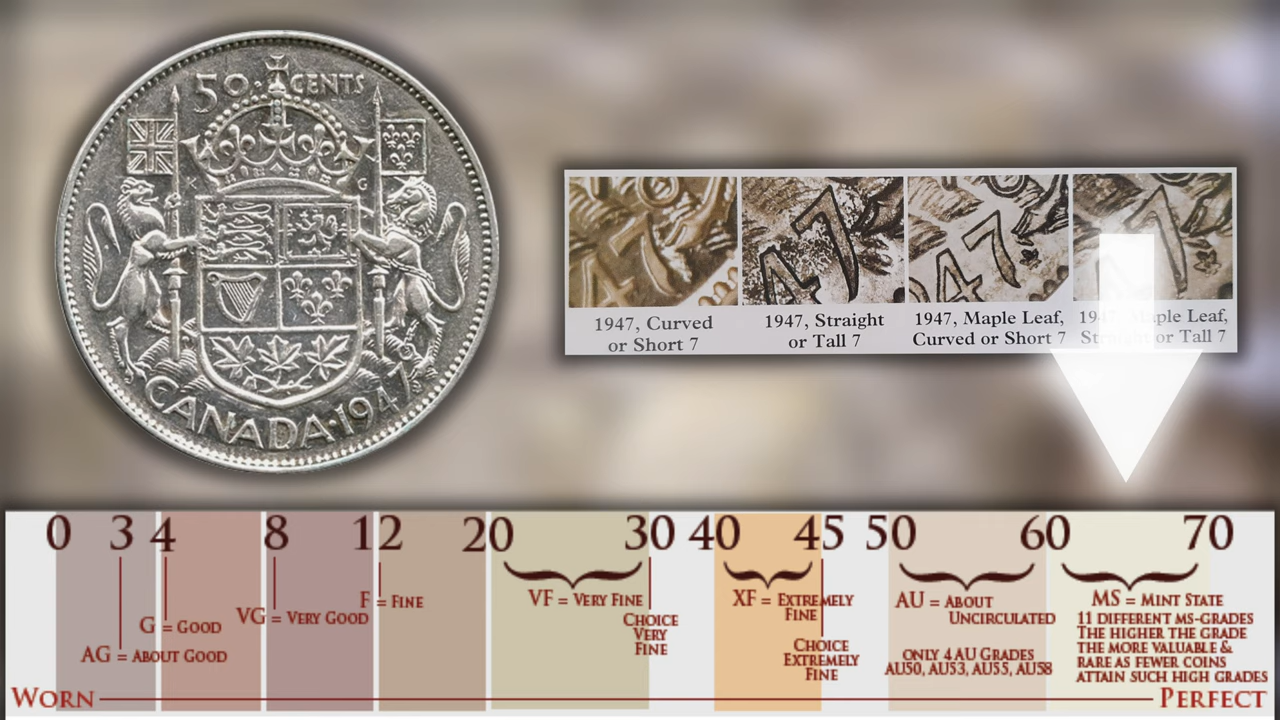 50 CENTS
K G
CANADA·1947
47
47
47
7
1947, Curved
or Short 7
1947, Straight
or Tall 7
1947, Maple Leaf,
Curved or Short 7
Maple Leaf,
or Tall 7
0 3 4 8 12 20 30 40 45 50 60 70
AG = ABOUT GOOD
G = GOOD
VG = VERY GOOD
F = FINE
VF = VERY FINE
CHOICE
VERY
FINE
XF = EXTREMELY
FINE
CHOICE
EXTREMELY
FINE
AU = ABOUT
UNCIRCULATED
ONLY 4 AU GRADES
AU50, AU53, AU55, AU58
MS = MINT STATE
11 DIFFERENT MS-GRADES
THE HIGHER THE GRADE
THE MORE VALUABLE &
RARE AS FEWER COINS
ATTAIN SUCH HIGH GRADES
WORN
PERFECT